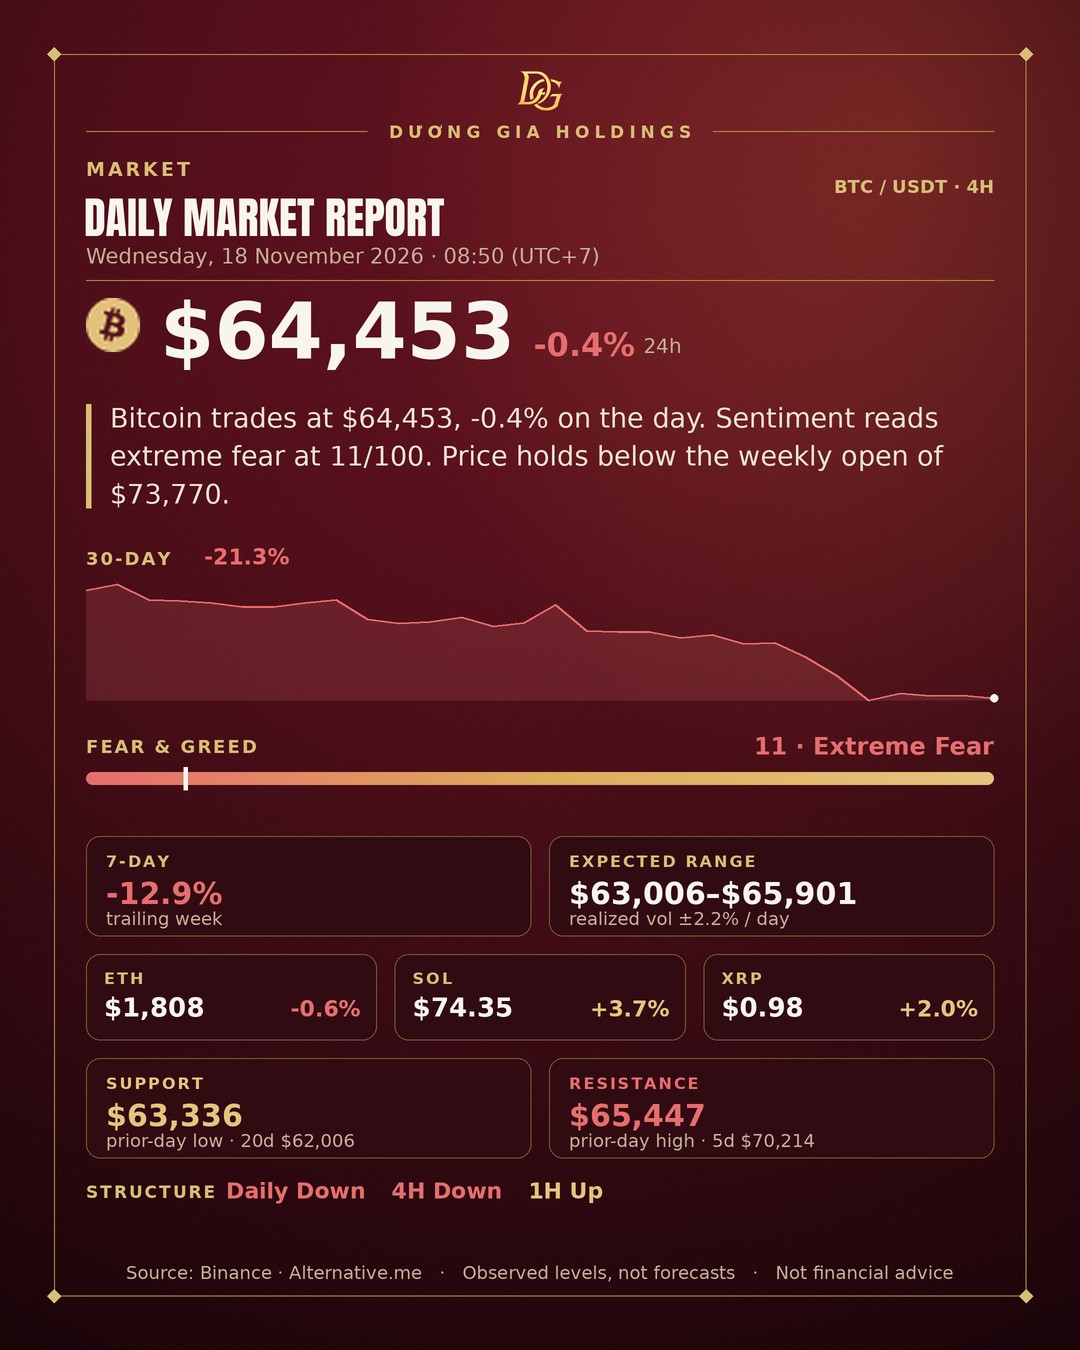 DG
DƯƠNG GIA HOLDINGS
MARKET
BTC / USDT · 4H
DAILY MARKET REPORT
Wednesday, 18 November 2026 · 08:50 (UTC+7)
$64,453 -0.4% 24h
Bitcoin trades at $64,453, -0.4% on the day. Sentiment reads
extreme fear at 11/100. Price holds below the weekly open of
$73,770.
30-DAY -21.3%
FEAR & GREED 11 · Extreme Fear
7-DAY
-12.9%
trailing week
EXPECTED RANGE
$63,006–$65,901
realized vol ±2.2% / day
ETH
$1,808 -0.6%
SOL
$74.35 +3.7%
XRP
$0.98 +2.0%
SUPPORT
$63,336
prior-day low · 20d $62,006
RESISTANCE
$65,447
prior-day high · 5d $70,214
STRUCTURE Daily Down 4H Down 1H Up
Source: Binance · Alternative.me · Observed levels, not forecasts · Not financial advice